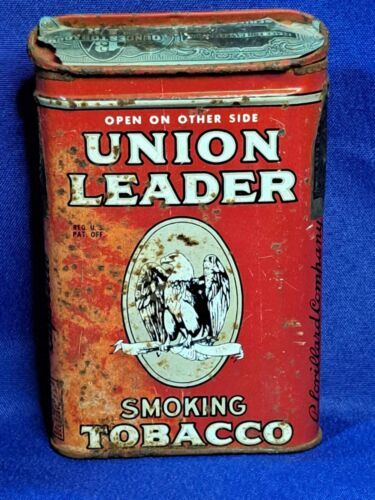 OPEN ON OTHER SIDE
UNION
LEADER
REG. U.S.
PAT. OFF.
SMOKING
TOBACCO
P. Lorillard Company